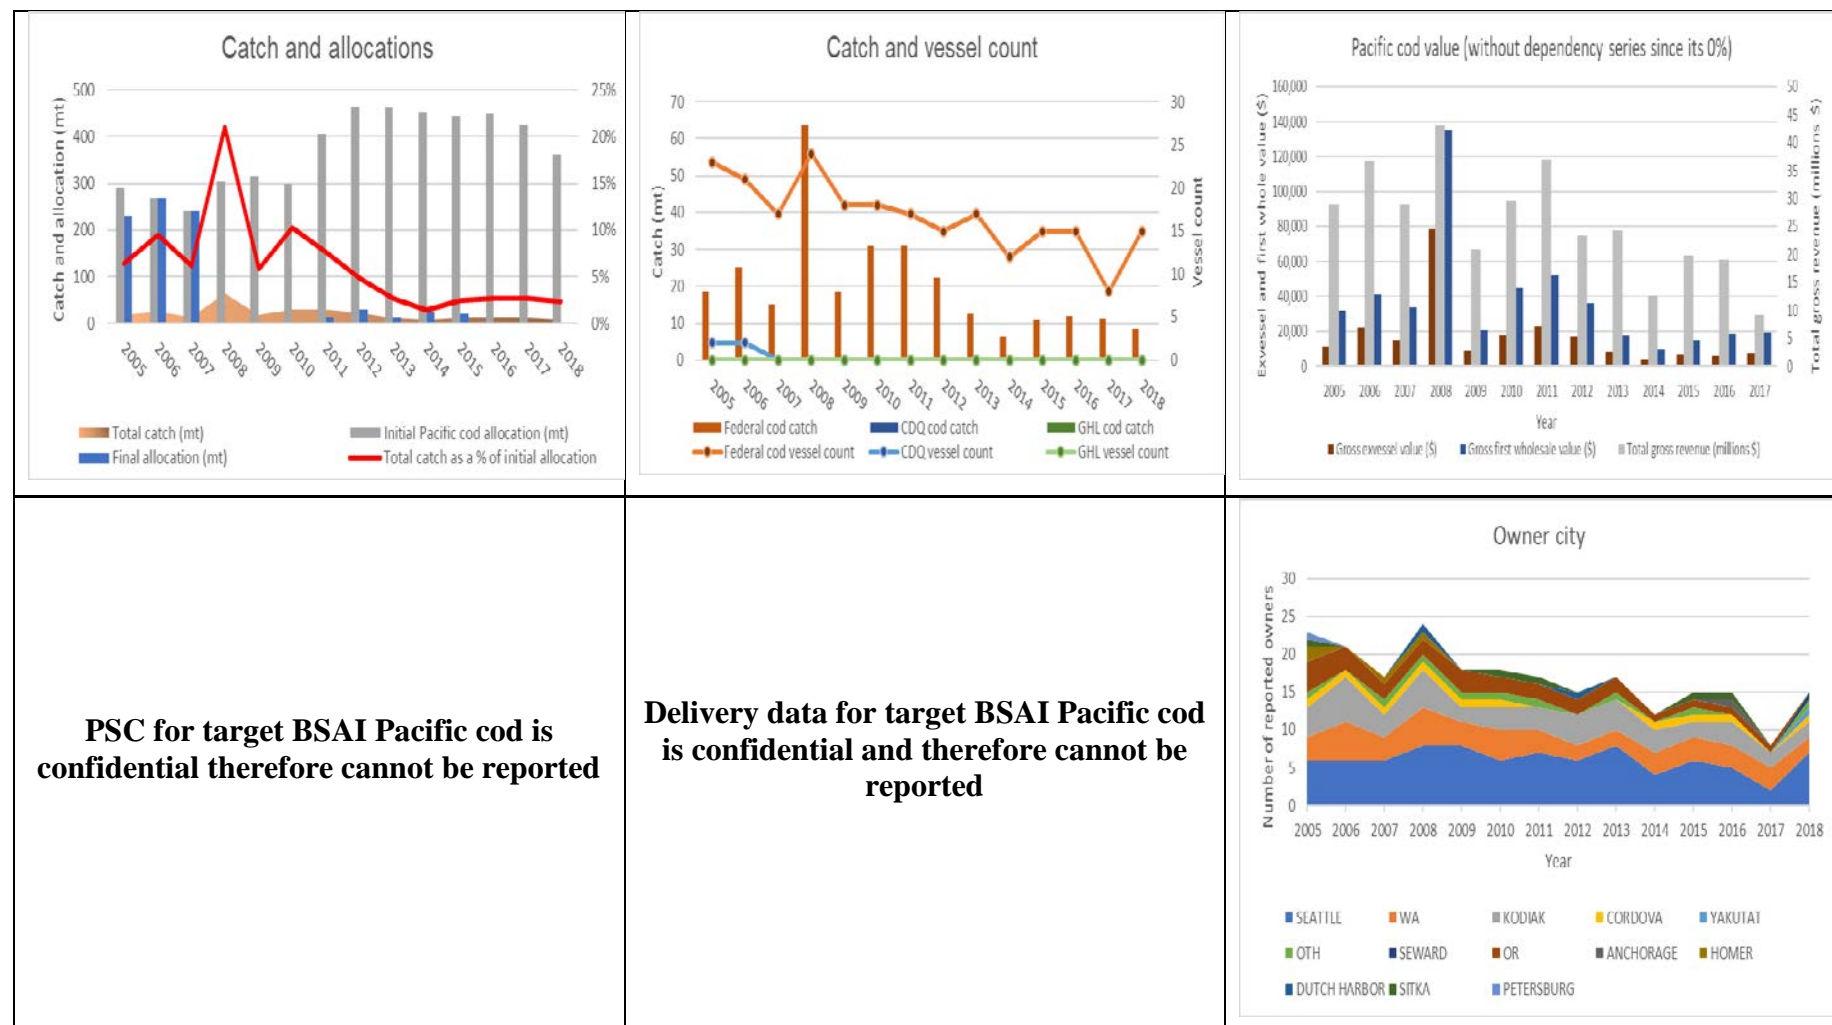 Catch and allocations
Catch and allocation (mt)
500
400
300
200
100
0
25%
20%
15%
10%
5%
0%
2005
2006
2007
2008
2009
2010
2011
2012
2013
2014
2015
2016
2017
2018
Total catch (mt)
Initial Pacific cod allocation (mt)
Final allocation (mt)
Total catch as a % of initial allocation
Catch and vessel count
Catch (mt)
70
60
50
40
30
20
10
0
30
25
20
15
10
5
0
Vessel count
2005
2006
2007
2008
2009
2010
2011
2012
2013
2014
2015
2016
2017
2018
Federal cod catch
CDQ cod catch
GHL cod catch
Federal cod vessel count
CDQ vessel count
GHL vessel count
Pacific cod value (without dependency series since its 0%)
Exvessel and first whole value ($)
160,000
140,000
120,000
100,000
80,000
60,000
40,000
20,000
0
50
45
40
35
30
25
20
15
10
5
0
Total gross revenue (millions $)
2005 2006 2007 2008 2009 2010 2011 2012 2013 2014 2015 2016 2017
Year
Gross exvessel value ($)
Gross first wholesale value ($)
Total gross revenue (millions $)
PSC for target BSAI Pacific cod is
confidential therefore cannot be reported
Delivery data for target BSAI Pacific cod
is confidential and therefore cannot be
reported
Owner city
Number of reported owners
30
25
20
15
10
5
0
2005 2006 2007 2008 2009 2010 2011 2012 2013 2014 2015 2016 2017 2018
Year
SEATTLE WA KODIAK CORDOVA YAKUTAT
OTH SEWARD OR ANCHORAGE HOMER
DUTCH HARBOR SITKA PETERSBURG